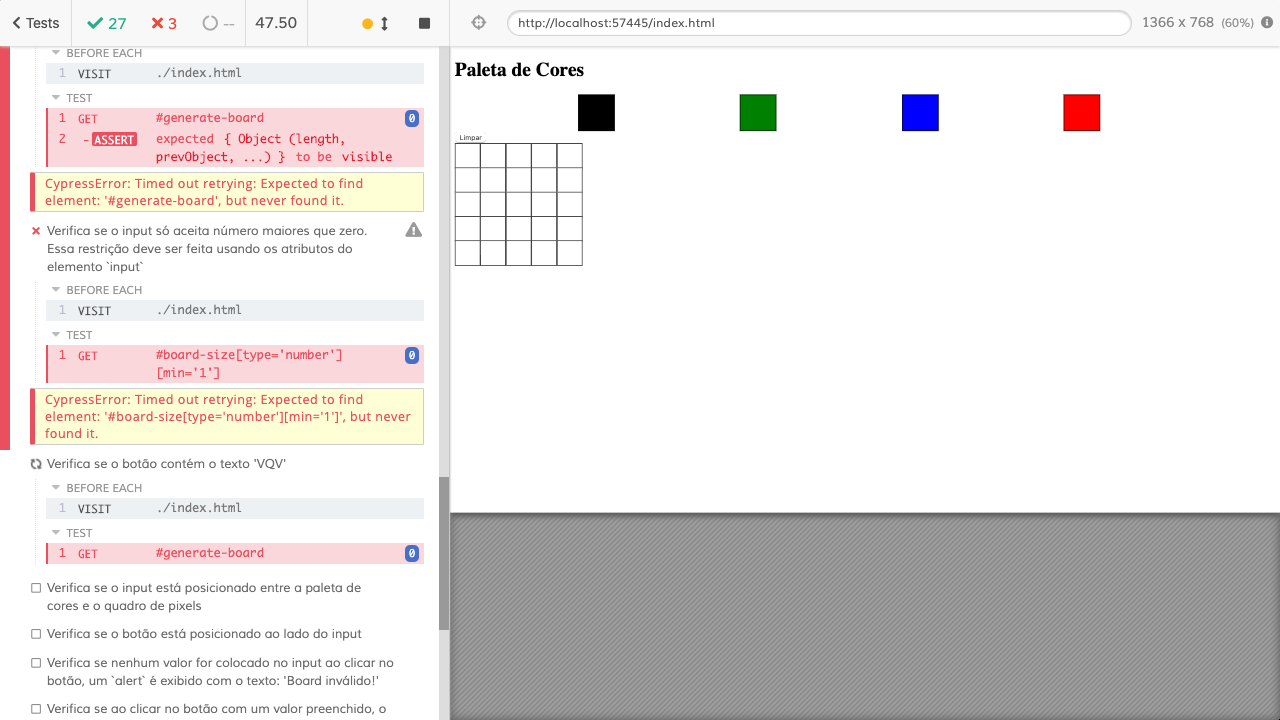 Tests
27
3
--
47.50
http://localhost:57445/index.html
1366 x 768 (60%)
BEFORE EACH
1 VISIT ./index.html
TEST
1 GET #generate-board 0
2 -ASSERT expected { Object (length,
prevObject, ...) } to be visible
CypressError: Timed out retrying: Expected to find
element: '#generate-board', but never found it.
Verifica se o input só aceita número maiores que zero.
Essa restrição deve ser feita usando os atributos do
elemento `input`
BEFORE EACH
1 VISIT ./index.html
TEST
1 GET #board-size[type='number'] 0
[min='1']
CypressError: Timed out retrying: Expected to find
element: '#board-size[type='number'][min='1']', but never
found it.
Verifica se o botão contém o texto 'VQV'
BEFORE EACH
1 VISIT ./index.html
TEST
1 GET #generate-board 0
Verifica se o input está posicionado entre a paleta de
cores e o quadro de pixels
Verifica se o botão está posicionado ao lado do input
Verifica se nenhum valor for colocado no input ao clicar no
botão, um `alert` é exibido com o texto: 'Board inválido!'
Verifica se ao clicar no botão com um valor preenchido, o
Paleta de Cores
Limpar